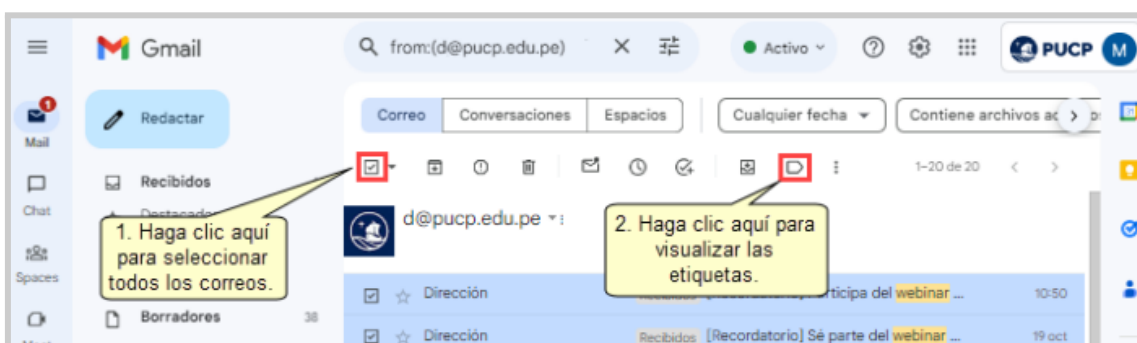 Gmail
from:(d@pucp.edu.pe)
Activo
PUCP
M
1
Mail
Redactar
Correo
Conversaciones
Espacios
Cualquier fecha
Contiene archivos
1–20 de 20
Recibidos
Chat
1. Haga clic aquí
para seleccionar
todos los correos.
d@pucp.edu.pe
2. Haga clic aquí para
visualizar las
etiquetas.
Spaces
Dirección
del webinar ...
10:50
Borradores
38
Dirección
Recibidos
[Recordatorio] Sé parte del webinar ...
19 oct